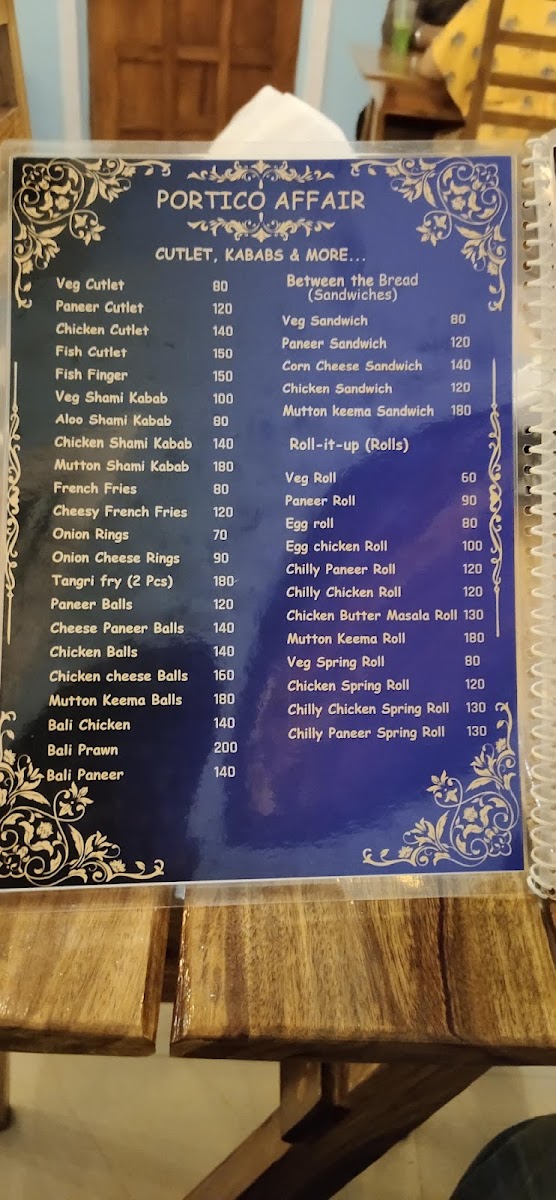 PORTICO AFFAIR
CUTLET, KABABS & MORE...
Veg Cutlet 80
Paneer Cutlet 120
Chicken Cutlet 140
Fish Cutlet 150
Fish Finger 150
Veg Shami Kabab 100
Aloo Shami Kabab 80
Chicken Shami Kabab 140
Mutton Shami Kabab 180
French Fries 80
Cheesy French Fries 120
Onion Rings 70
Onion Cheese Rings 90
Tangri fry (2 Pcs) 180
Paneer Balls 120
Cheese Paneer Balls 140
Chicken Balls 140
Chicken cheese Balls 160
Mutton Keema Balls 180
Bali Chicken 140
Bali Prawn 200
Bali Paneer 140
Between the Bread
(Sandwiches)
Veg Sandwich 80
Paneer Sandwich 120
Corn Cheese Sandwich 140
Chicken Sandwich 120
Mutton keema Sandwich 180
Roll-it-up (Rolls)
Veg Roll 60
Paneer Roll 90
Egg roll 80
Egg chicken Roll 100
Chilly Paneer Roll 120
Chilly Chicken Roll 120
Chicken Butter Masala Roll 130
Mutton Keema Roll 180
Veg Spring Roll 80
Chicken Spring Roll 120
Chilly Chicken Spring Roll 130
Chilly Paneer Spring Roll 130